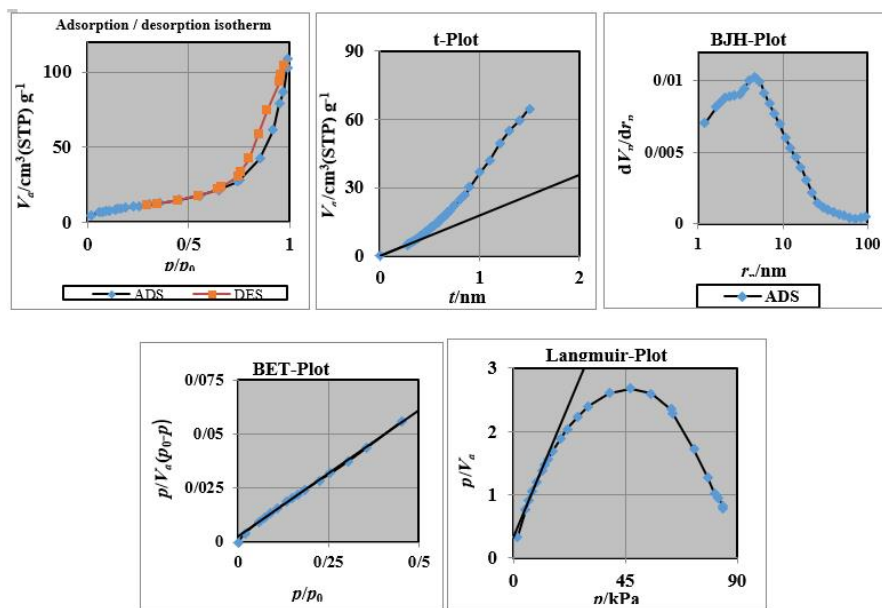 Adsorption / desorption isotherm
100
50
0
Vₐ/cm³(STP) g⁻¹
0
0/5
1
p/p₀
ADS
DES
t-Plot
90
60
30
0
Vₐ/cm³(STP) g⁻¹
0
1
2
t/nm
BJH-Plot
0/01
0/005
0
dVₚ/drₚ
1
10
100
/nm
ADS
BET-Plot
0/075
0/05
0/025
0
p/Vₐ(p₀-p)
0
0/25
0/5
p/p₀
Langmuir-Plot
3
2
1
0
p/Vₐ
0
45
90
p/kPa